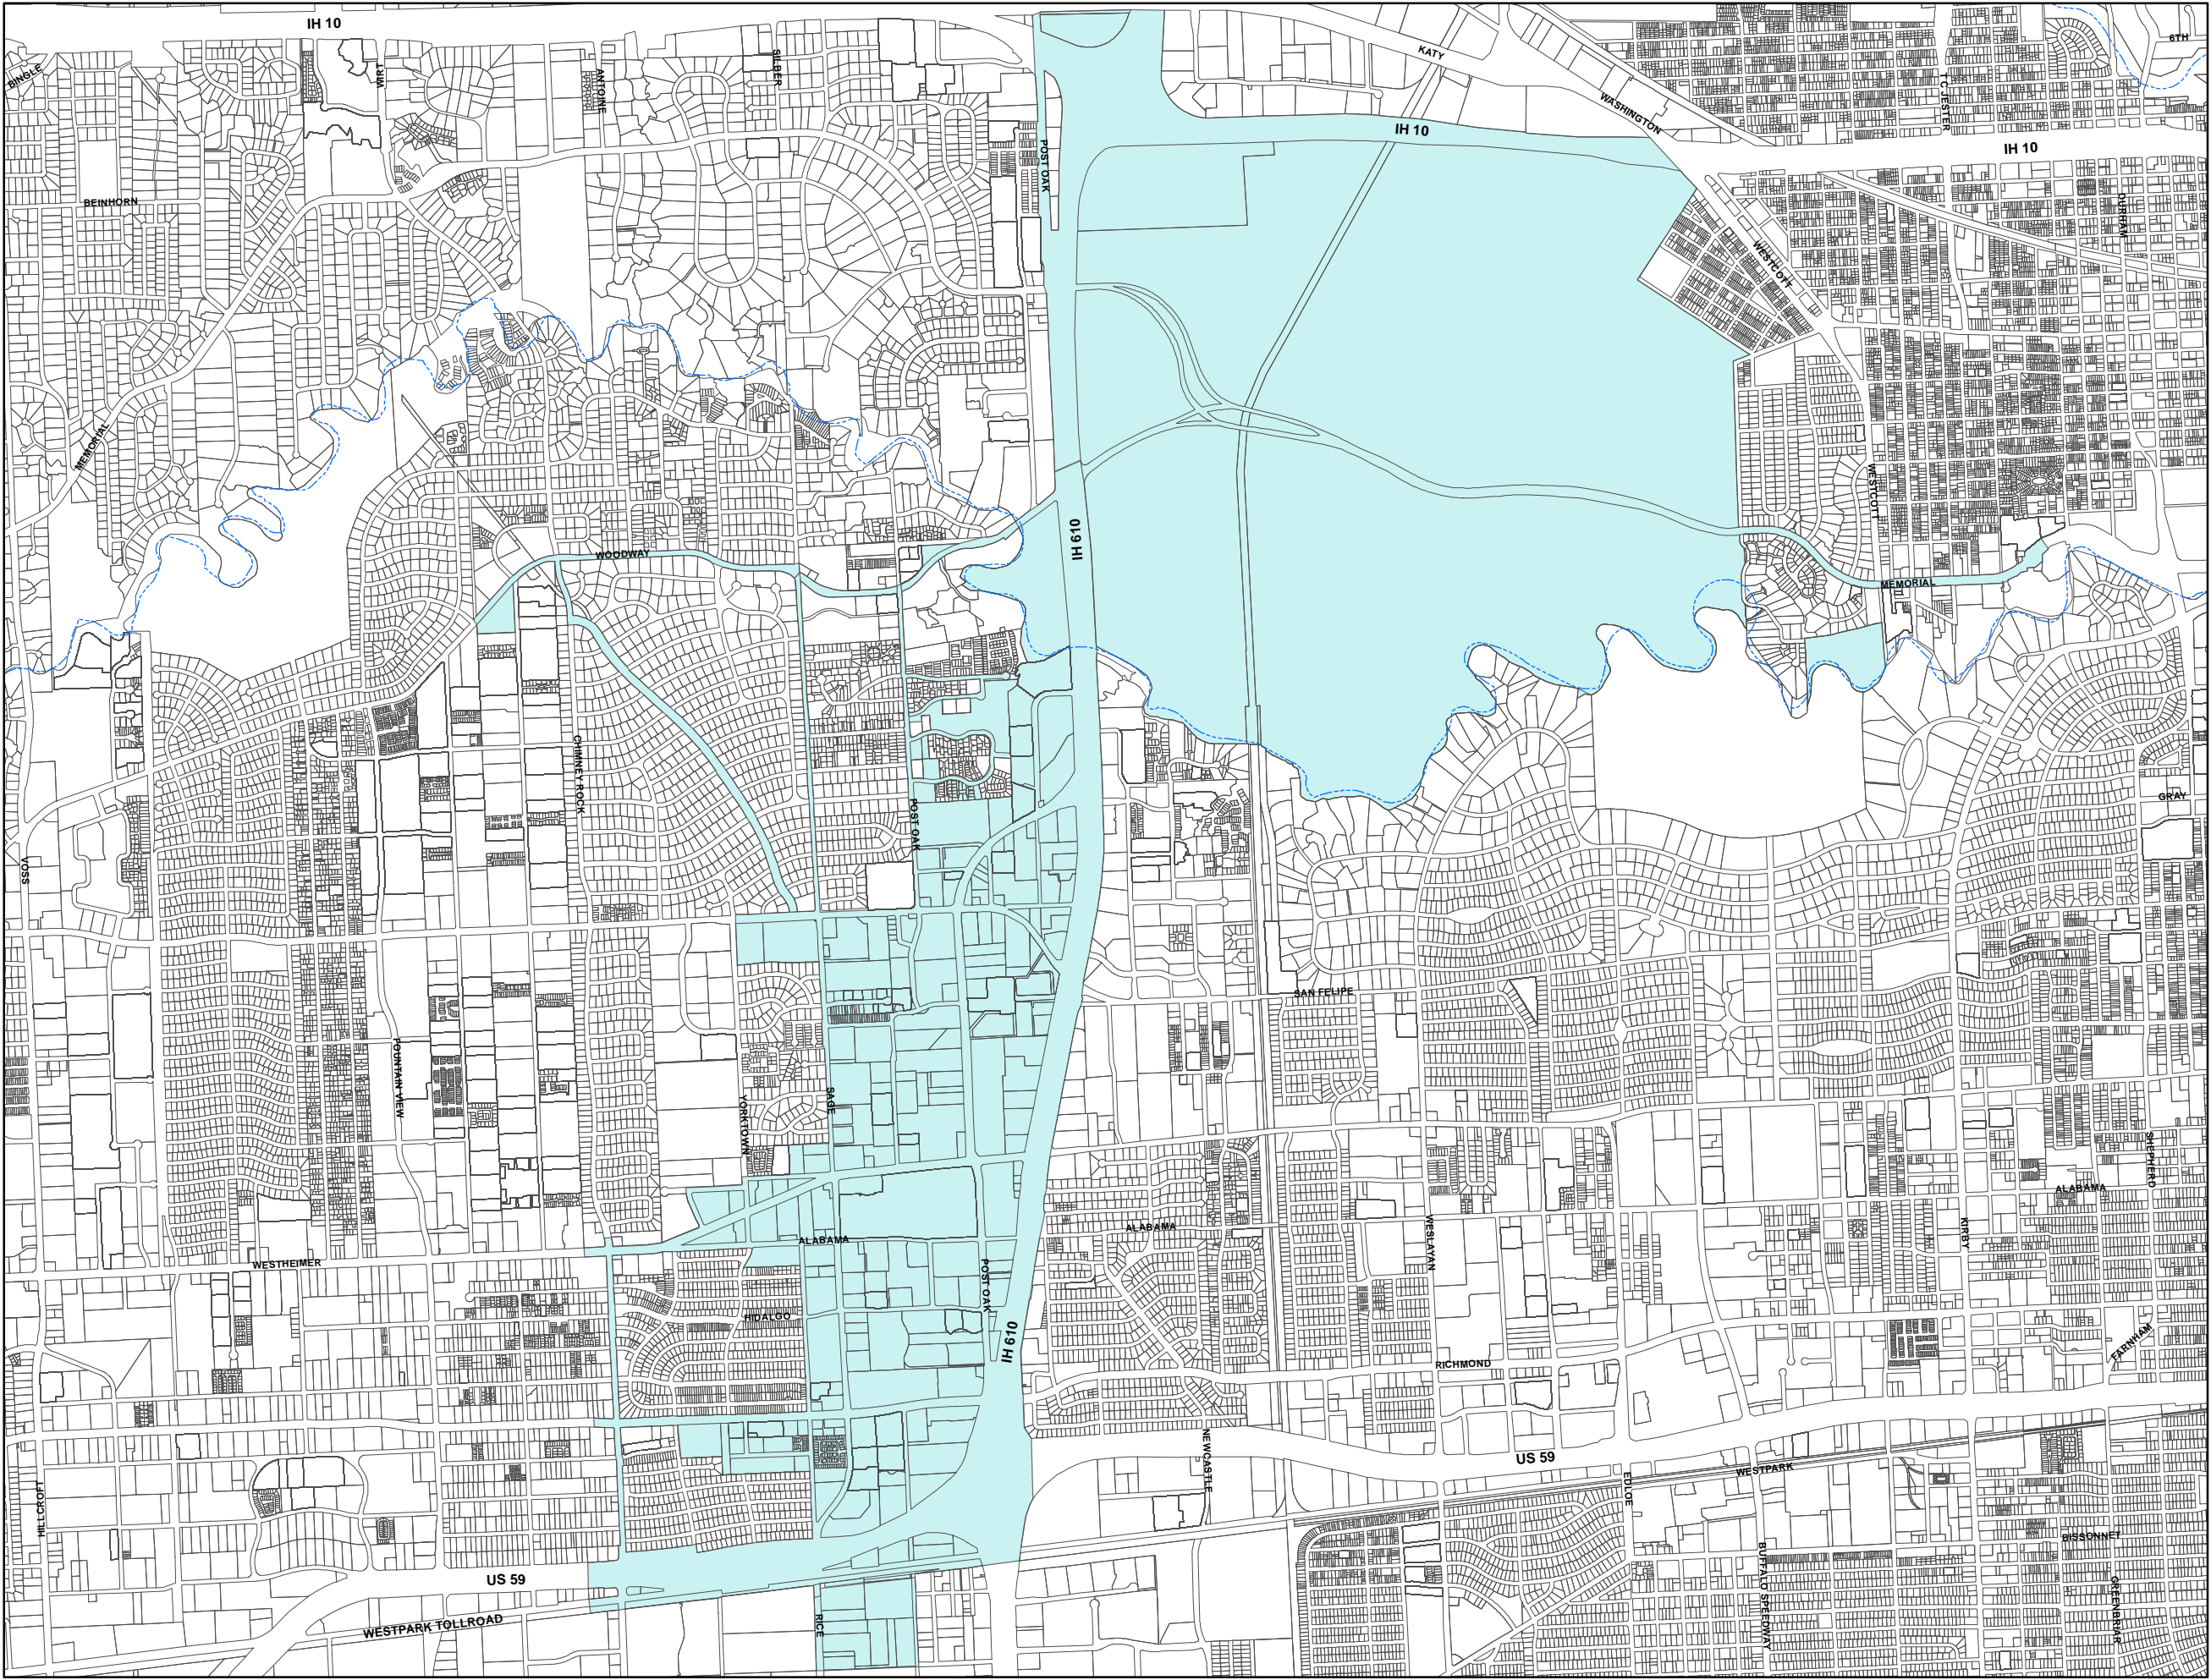 IH 10
6TH
KATY
BINGLE
WIRT
ANTOINE
SILBER
WASHINGTON
TC JESTER
IH 10
IH 10
POST OAK
BEINHORN
DURHAM
WESTCOTT
MEMORIAL
WESTCOTT
IH 610
WOODWAY
MEMORIAL
CHIMNEY ROCK
POST OAK
GRAY
VOSS
SAN FELIPE
FOUNTAIN VIEW
SAGE
YORKTOWN
SHEPHERD
ALABAMA
ALABAMA
ALABAMA
WESLAYAN
KIRBY
WESTHEIMER
POST OAK
HIDALGO
IH 610
FARNHAM
RICHMOND
US 59
NEWCASTLE
WESTPARK
EDLOE
HILLCROFT
BISSONNET
US 59
BUFFALO SPEEDWAY
GREENBRIAR
WESTPARK TOLLROAD
RICE